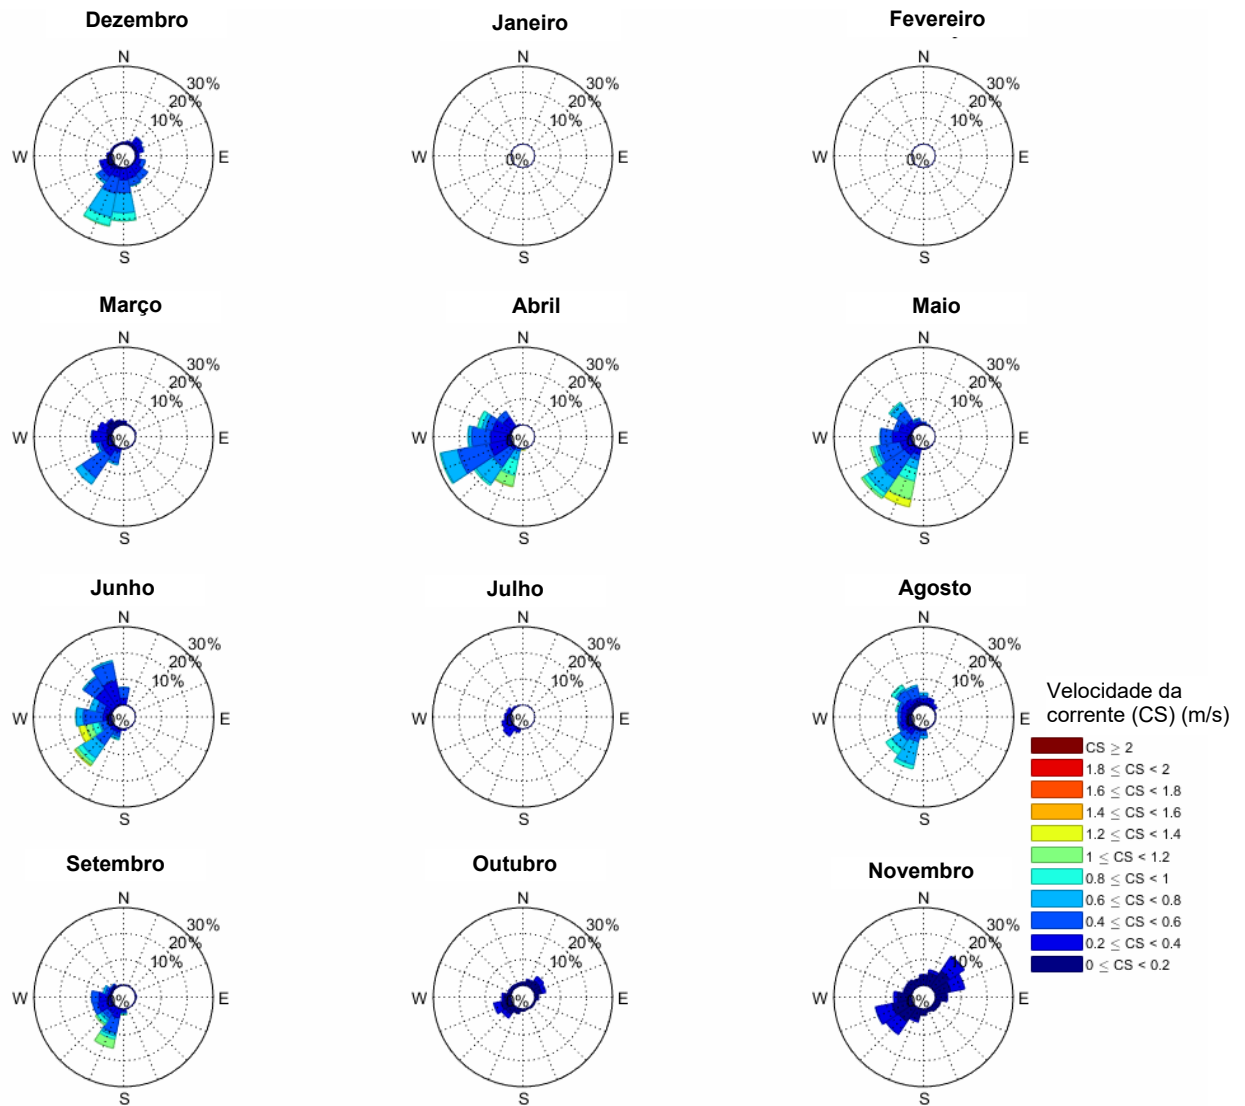 Dezembro
N
30%
20%
10%
0%
W
E
S
Janeiro
N
30%
20%
10%
0%
W
E
S
Fevereiro
N
30%
20%
10%
0%
W
E
S
Março
N
30%
20%
10%
0%
W
E
S
Abril
N
30%
20%
10%
W
E
S
Maio
N
30%
20%
10%
0%
W
E
S
Junho
N
30%
20%
10%
0%
W
E
S
Julho
N
30%
20%
10%
0%
W
E
S
Agosto
N
30%
20%
10%
0%
W
E
S
Velocidade da
corrente (CS) (m/s)
CS ≥ 2
1.8 ≤ CS < 2
1.6 ≤ CS < 1.8
1.4 ≤ CS < 1.6
1.2 ≤ CS < 1.4
1 ≤ CS < 1.2
0.8 ≤ CS < 1
0.6 ≤ CS < 0.8
0.4 ≤ CS < 0.6
0.2 ≤ CS < 0.4
0 ≤ CS < 0.2
Setembro
N
30%
20%
10%
0%
W
E
S
Outubro
N
30%
20%
10%
0%
W
E
S
Novembro
N
30%
20%
10%
0%
W
E
S